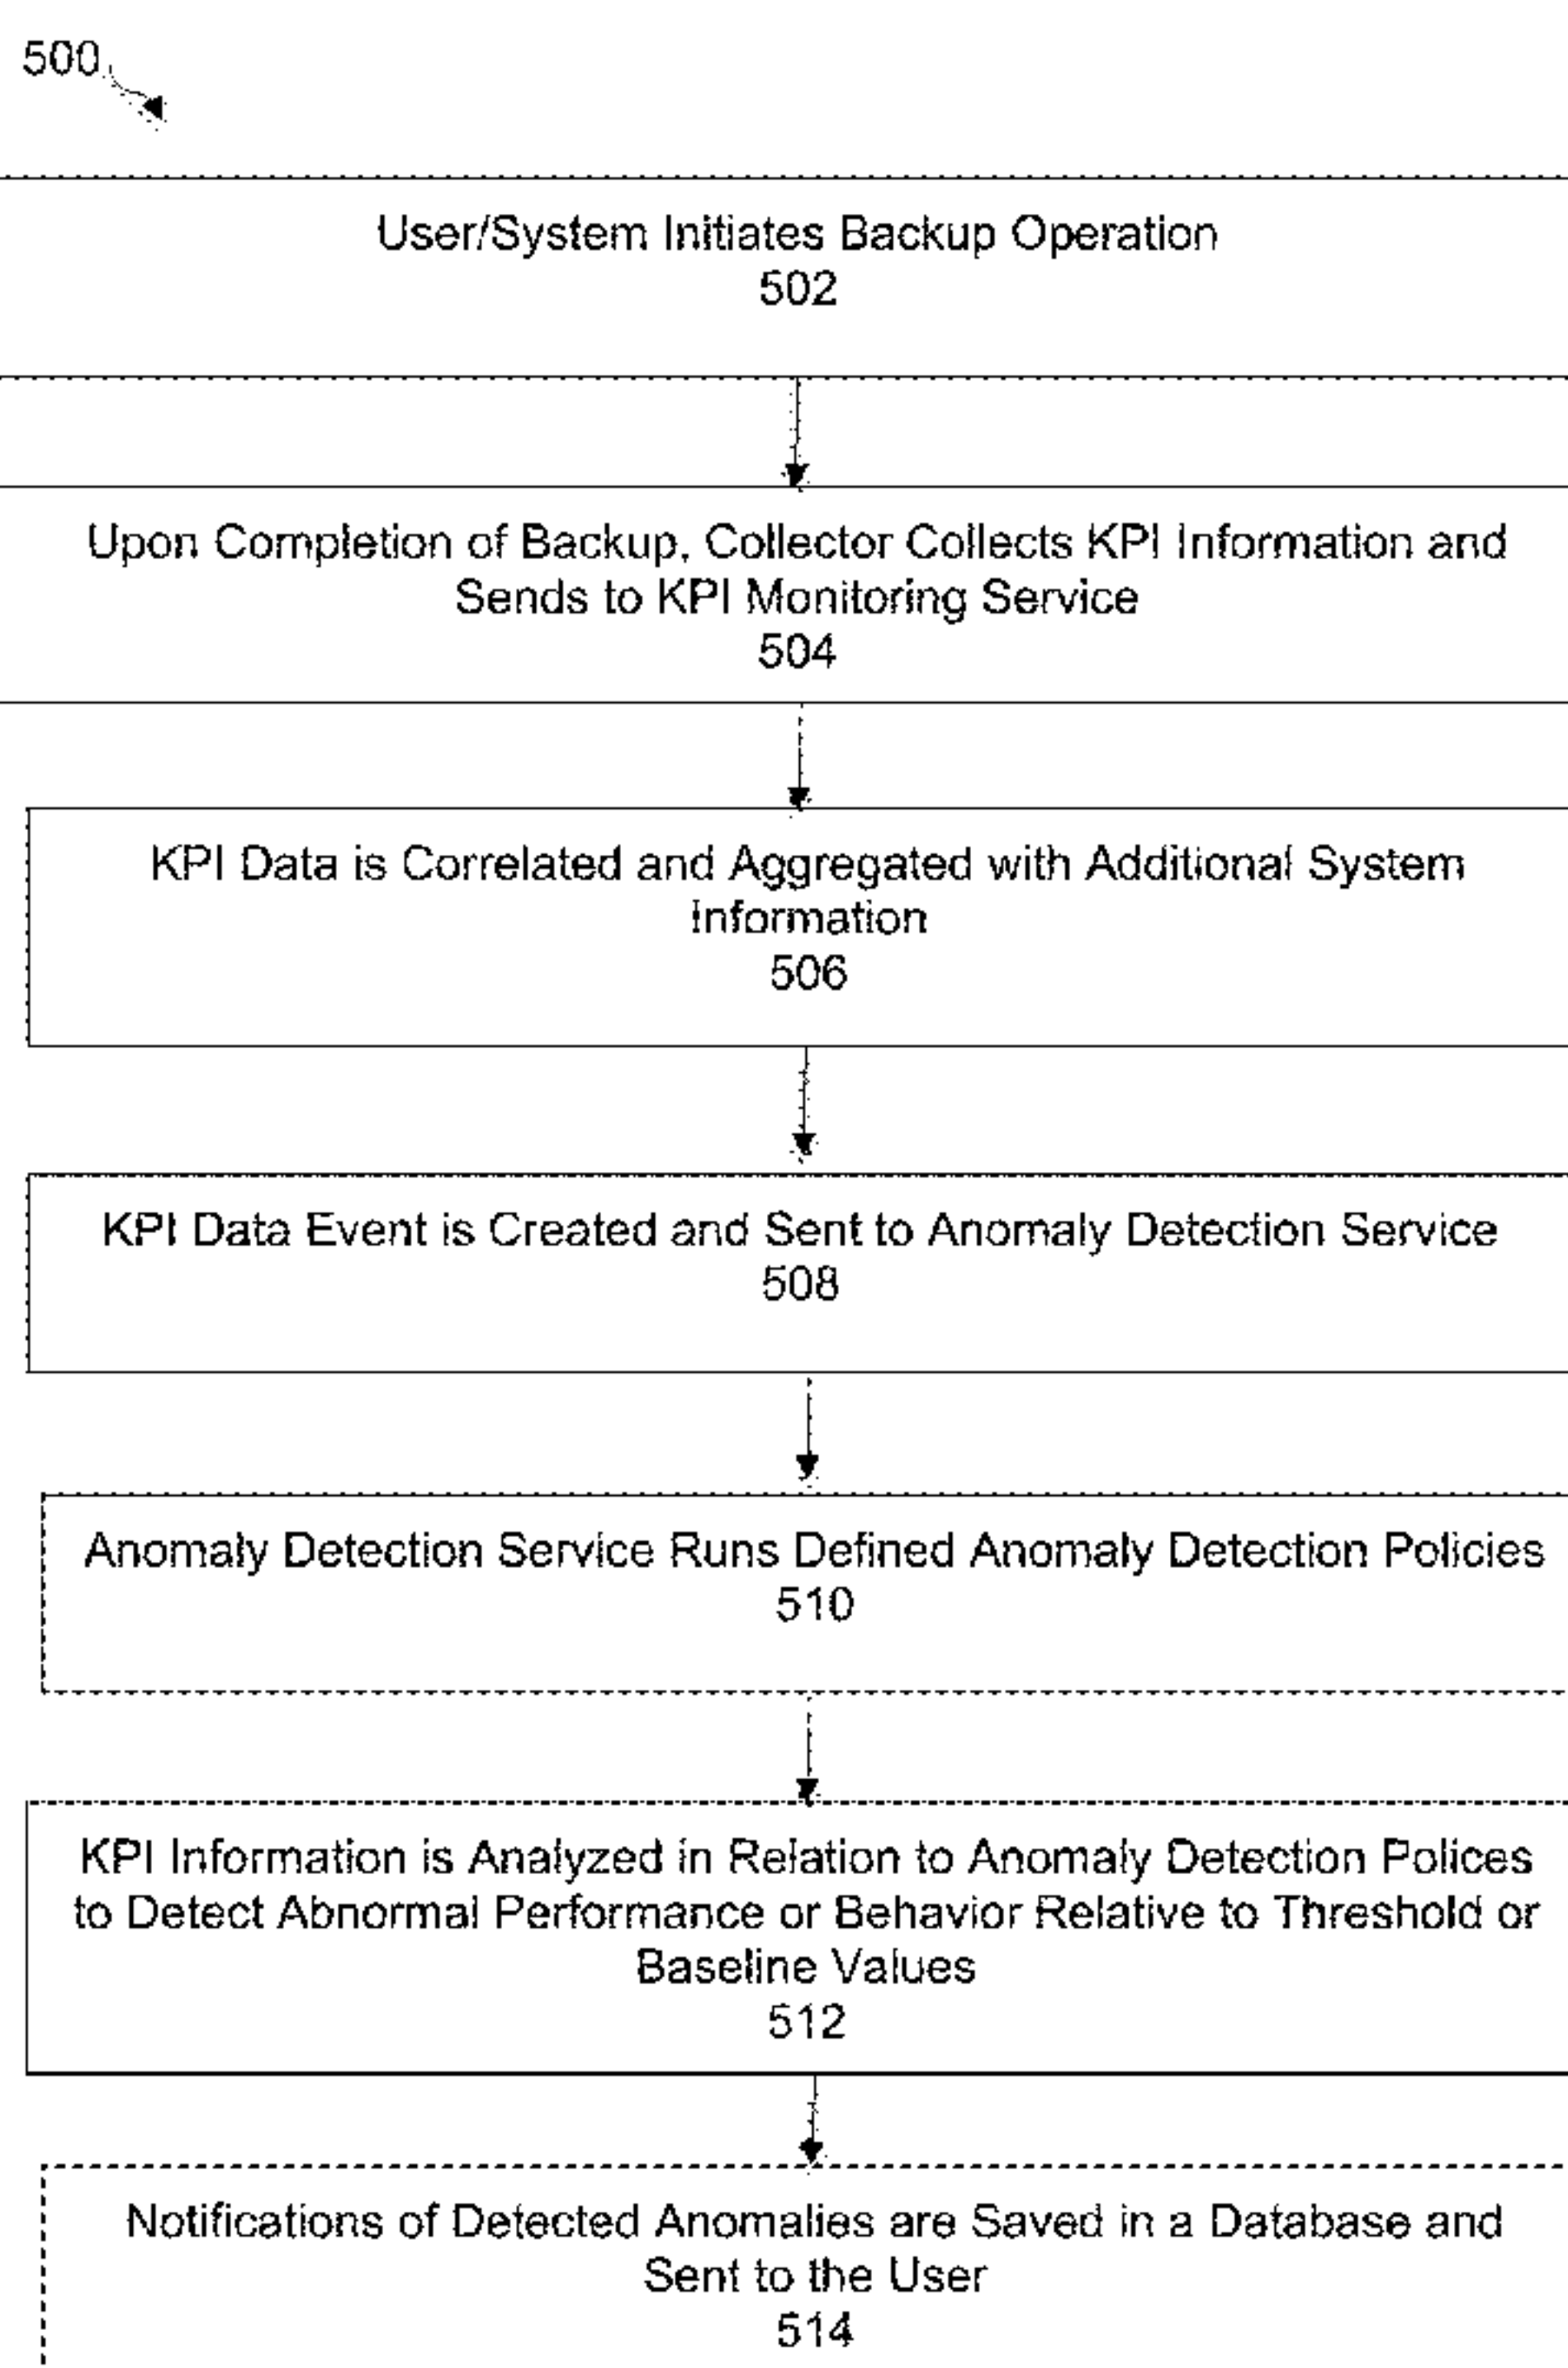 500
User/System Initiates Backup Operation
502
Upon Completion of Backup, Collector Collects KPI Information and
Sends to KPI Monitoring Service
504
KPI Data is Correlated and Aggregated with Additional System
Information
506
KPI Data Event is Created and Sent to Anomaly Detection Service
508
Anomaly Detection Service Runs Defined Anomaly Detection Policies
510
KPI Information is Analyzed in Relation to Anomaly Detection Polices
to Detect Abnormal Performance or Behavior Relative to Threshold or
Baseline Values
512
Notifications of Detected Anomalies are Saved in a Database and
Sent to the User
514